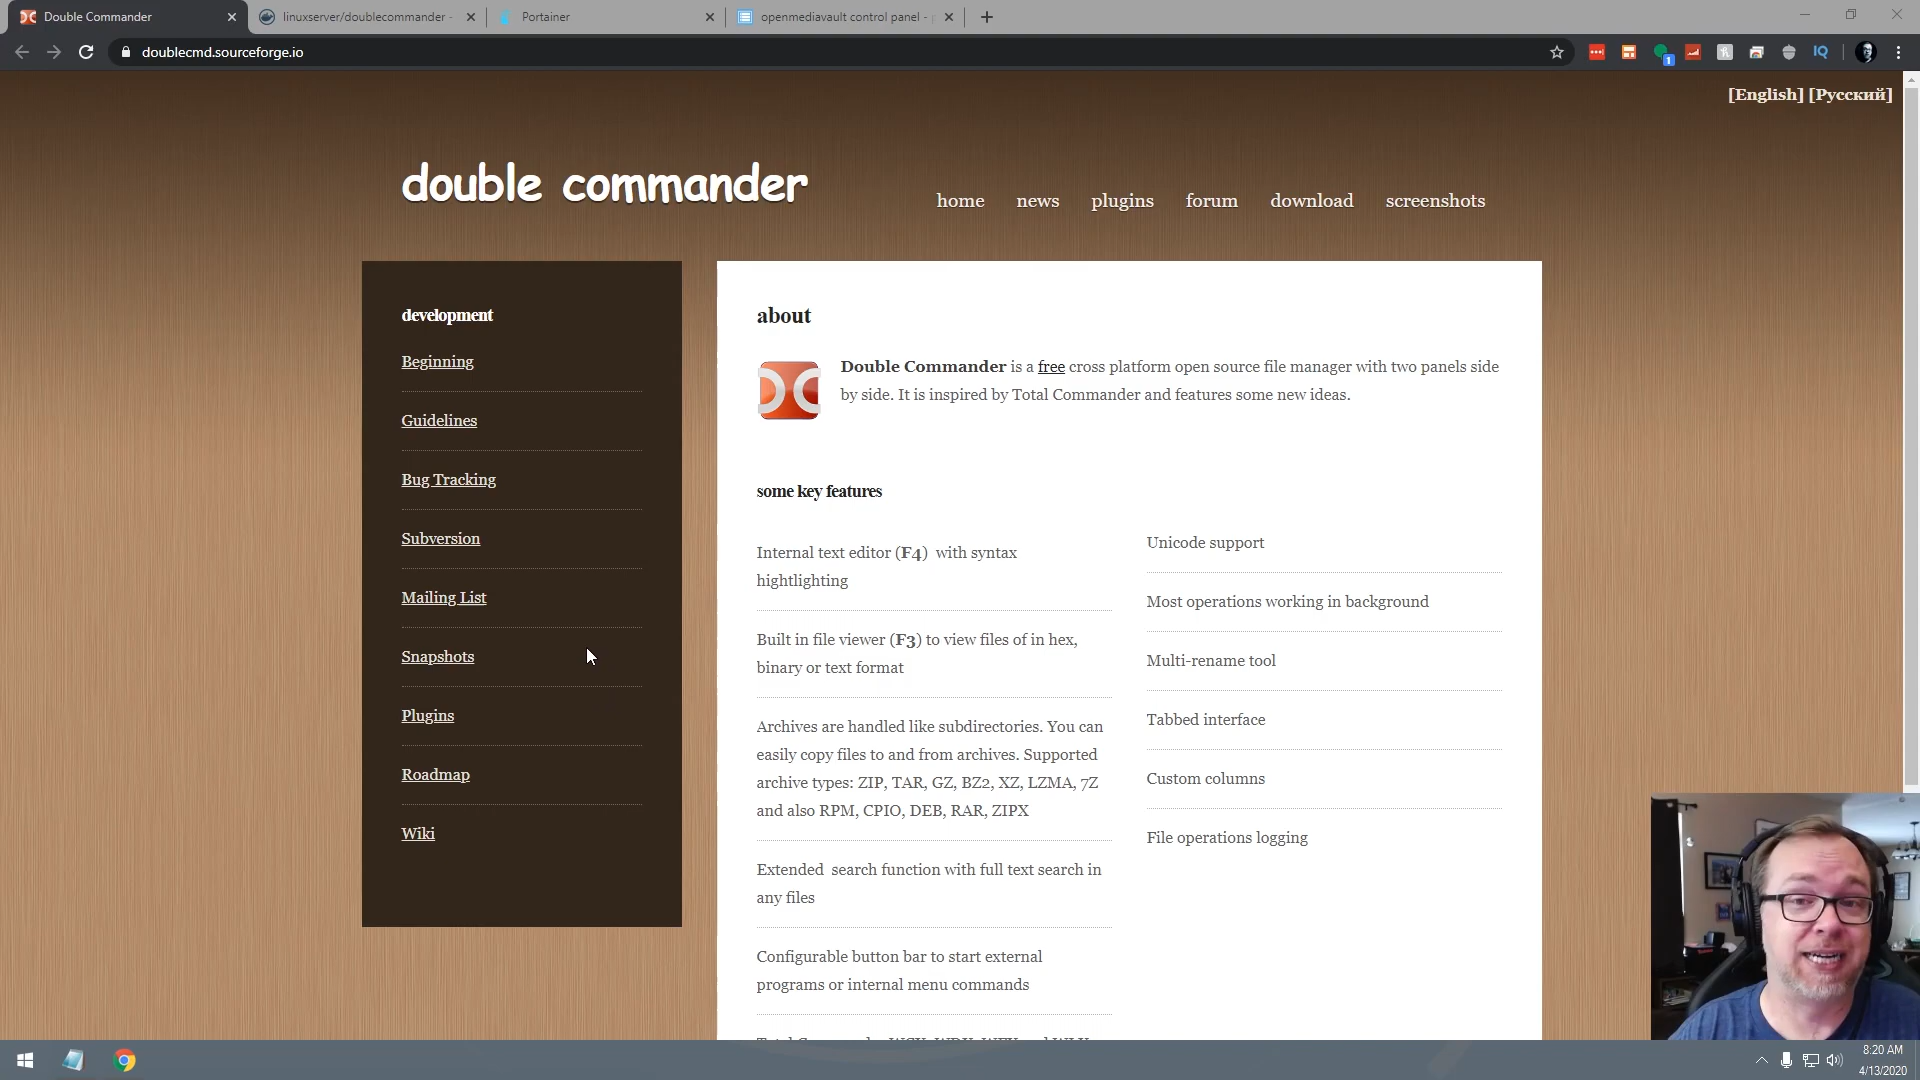 Double Commander
linuxserver/doublecommander -
Portainer
openmediavault control panel -
doublecmd.sourceforge.io
1
IQ
[English] [Русский]
double commander
home news plugins forum download screenshots
development
Beginning
Guidelines
Bug Tracking
Subversion
Mailing List
Snapshots
Plugins
Roadmap
Wiki
about
Double Commander is a free cross platform open source file manager with two panels side
by side. It is inspired by Total Commander and features some new ideas.
some key features
Internal text editor (F4) with syntax
hightlighting
Built in file viewer (F3) to view files of in hex,
binary or text format
Archives are handled like subdirectories. You can
easily copy files to and from archives. Supported
archive types: ZIP, TAR, GZ, BZ2, XZ, LZMA, 7Z
and also RPM, CPIO, DEB, RAR, ZIPX
Extended search function with full text search in
any files
Configurable button bar to start external
programs or internal menu commands
Unicode support
Most operations working in background
Multi-rename tool
Tabbed interface
Custom columns
File operations logging
8:20 AM
4/13/2020